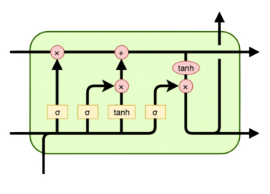 × +
tanh
× ×
σ σ tanh σ